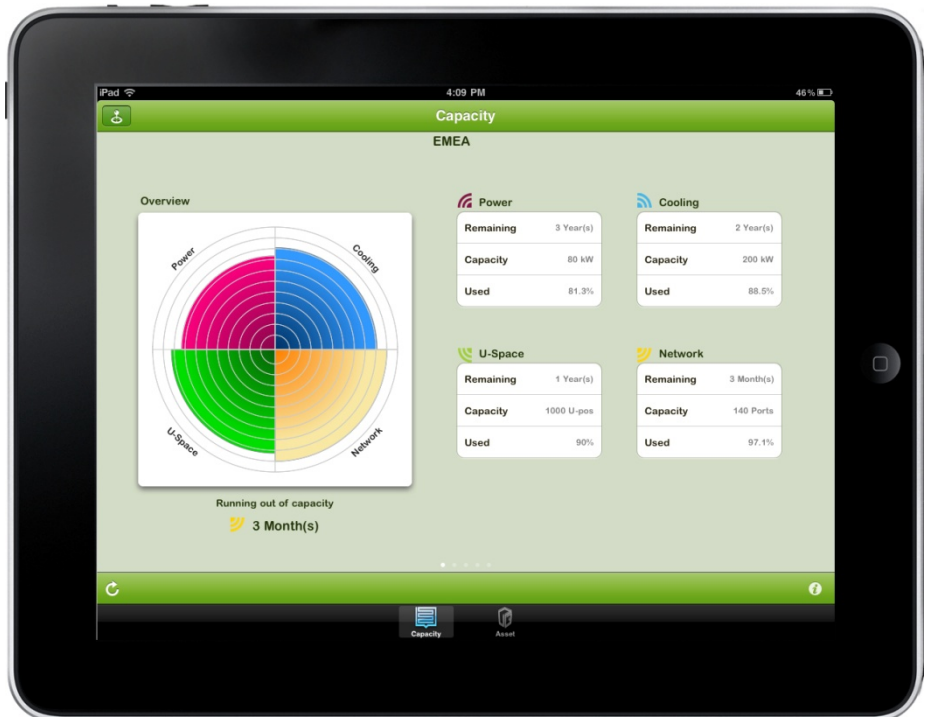 iPad 4:09 PM 46%
Capacity
EMEA
Overview
Power
Cooling
U-Space
Network
Running out of capacity
3 Month(s)
Power
Remaining 3 Year(s)
Capacity 80 kW
Used 81.3%
Cooling
Remaining 2 Year(s)
Capacity 200 kW
Used 88.5%
U-Space
Remaining 1 Year(s)
Capacity 1000 U-pos
Used 90%
Network
Remaining 3 Month(s)
Capacity 140 Ports
Used 97.1%
Capacity Asset